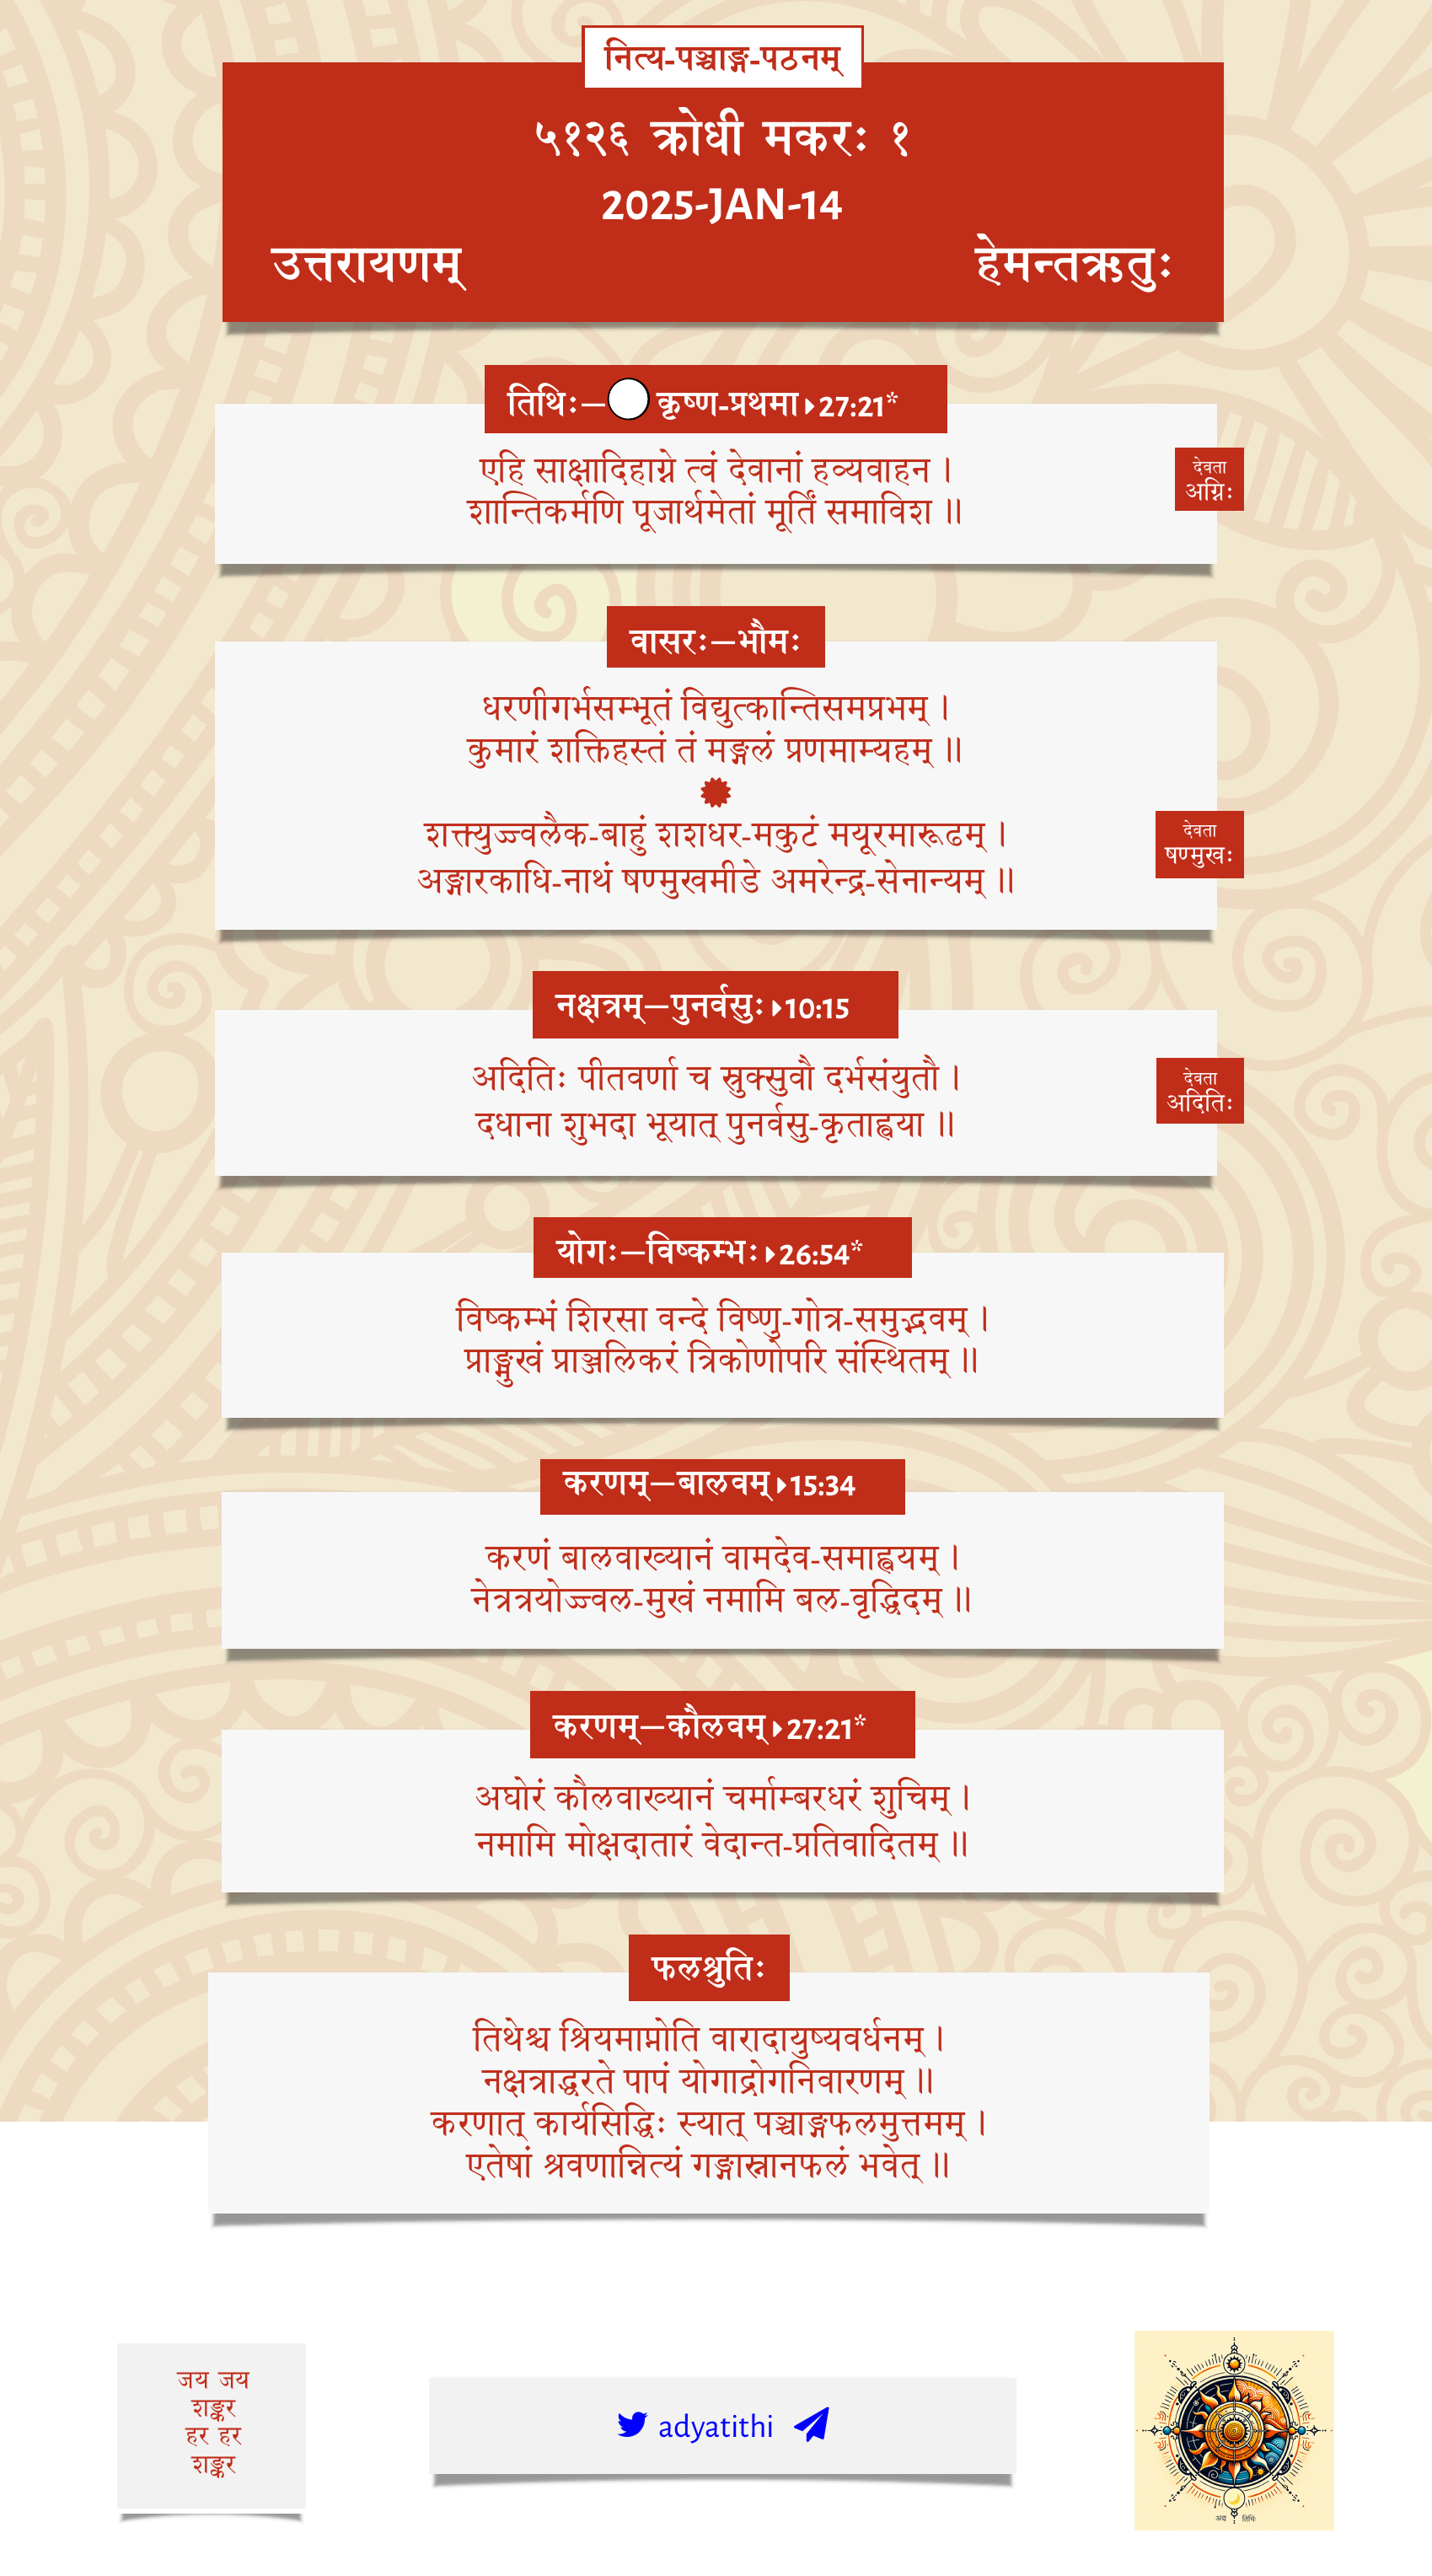 नित्य-पञ्चाङ्ग-पठनम्
५१२६ क्रोधी मकरः १
2025-JAN-14
उत्तरायणम्
हेमन्तऋतुः
तिथिः— कृष्ण-प्रथमा 27:21*
एहि साक्षादिहाग्ने त्वं देवानां हव्यवाहन ।
शान्तिकर्मणि पूजार्थमेतां मूर्तिं समाविश ॥
देवता
अग्निः
वासरः—भौमः
धरणीगर्भसम्भूतं विद्युत्कान्तिसमप्रभम् ।
कुमारं शक्तिहस्तं तं मङ्गलं प्रणमाम्यहम् ॥
शक्त्युज्ज्वलैक-बाहुं शशधर-मकुटं मयूरमारूढम् ।
अङ्गारकाधि-नाथं षण्मुखमीडे अमरेन्द्र-सेनान्यम् ॥
देवता
षण्मुखः
नक्षत्रम्—पुनर्वसुः 10:15
अदितिः पीतवर्णा च स्रुक्सुवौ दर्भसंयुतौ ।
दधाना शुभदा भूयात् पुनर्वसु-कृताह्वया ॥
देवता
अदितिः
योगः—विष्कम्भः 26:54*
विष्कम्भं शिरसा वन्दे विष्णु-गोत्र-समुद्भवम् ।
प्राङ्मुखं प्राञ्जलिकरं त्रिकोणोपरि संस्थितम् ॥
करणम्—बालवम् 15:34
करणं बालवाख्यानं वामदेव-समाह्वयम् ।
नेत्रत्रयोज्ज्वल-मुखं नमामि बल-वृद्धिदम् ॥
करणम्—कौलवम् 27:21*
अघोरं कौलवाख्यानं चर्माम्बरधरं शुचिम् ।
नमामि मोक्षदातारं वेदान्त-प्रतिवादितम् ॥
फलश्रुतिः
तिथेश्च श्रियमाप्नोति वारादायुष्यवर्धनम् ।
नक्षत्राद्धरते पापं योगाद्रोगनिवारणम् ॥
करणात् कार्यसिद्धिः स्यात् पञ्चाङ्गफलमुत्तमम् ।
एतेषां श्रवणान्नित्यं गङ्गास्नानफलं भवेत् ॥
जय जय
शङ्कर
हर हर
शङ्कर
adyatithi
अद्य तिथिः